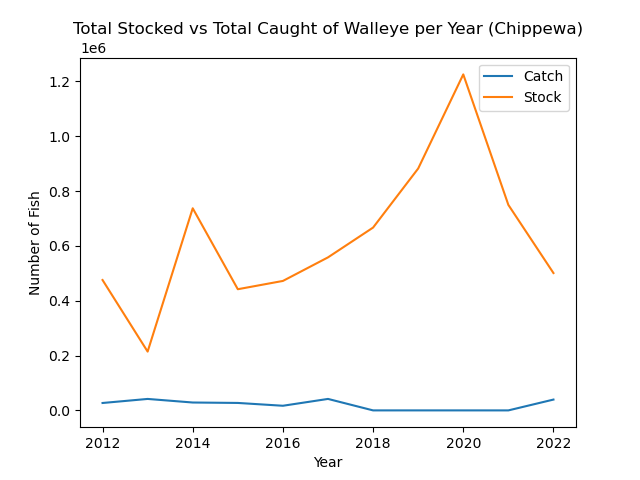 Total Stocked vs Total Caught of Walleye per Year (Chippewa)
1e6
Catch
Stock
1.2
1.0
0.8
0.6
0.4
0.2
0.0
Number of Fish
2012 2014 2016 2018 2020 2022
Year